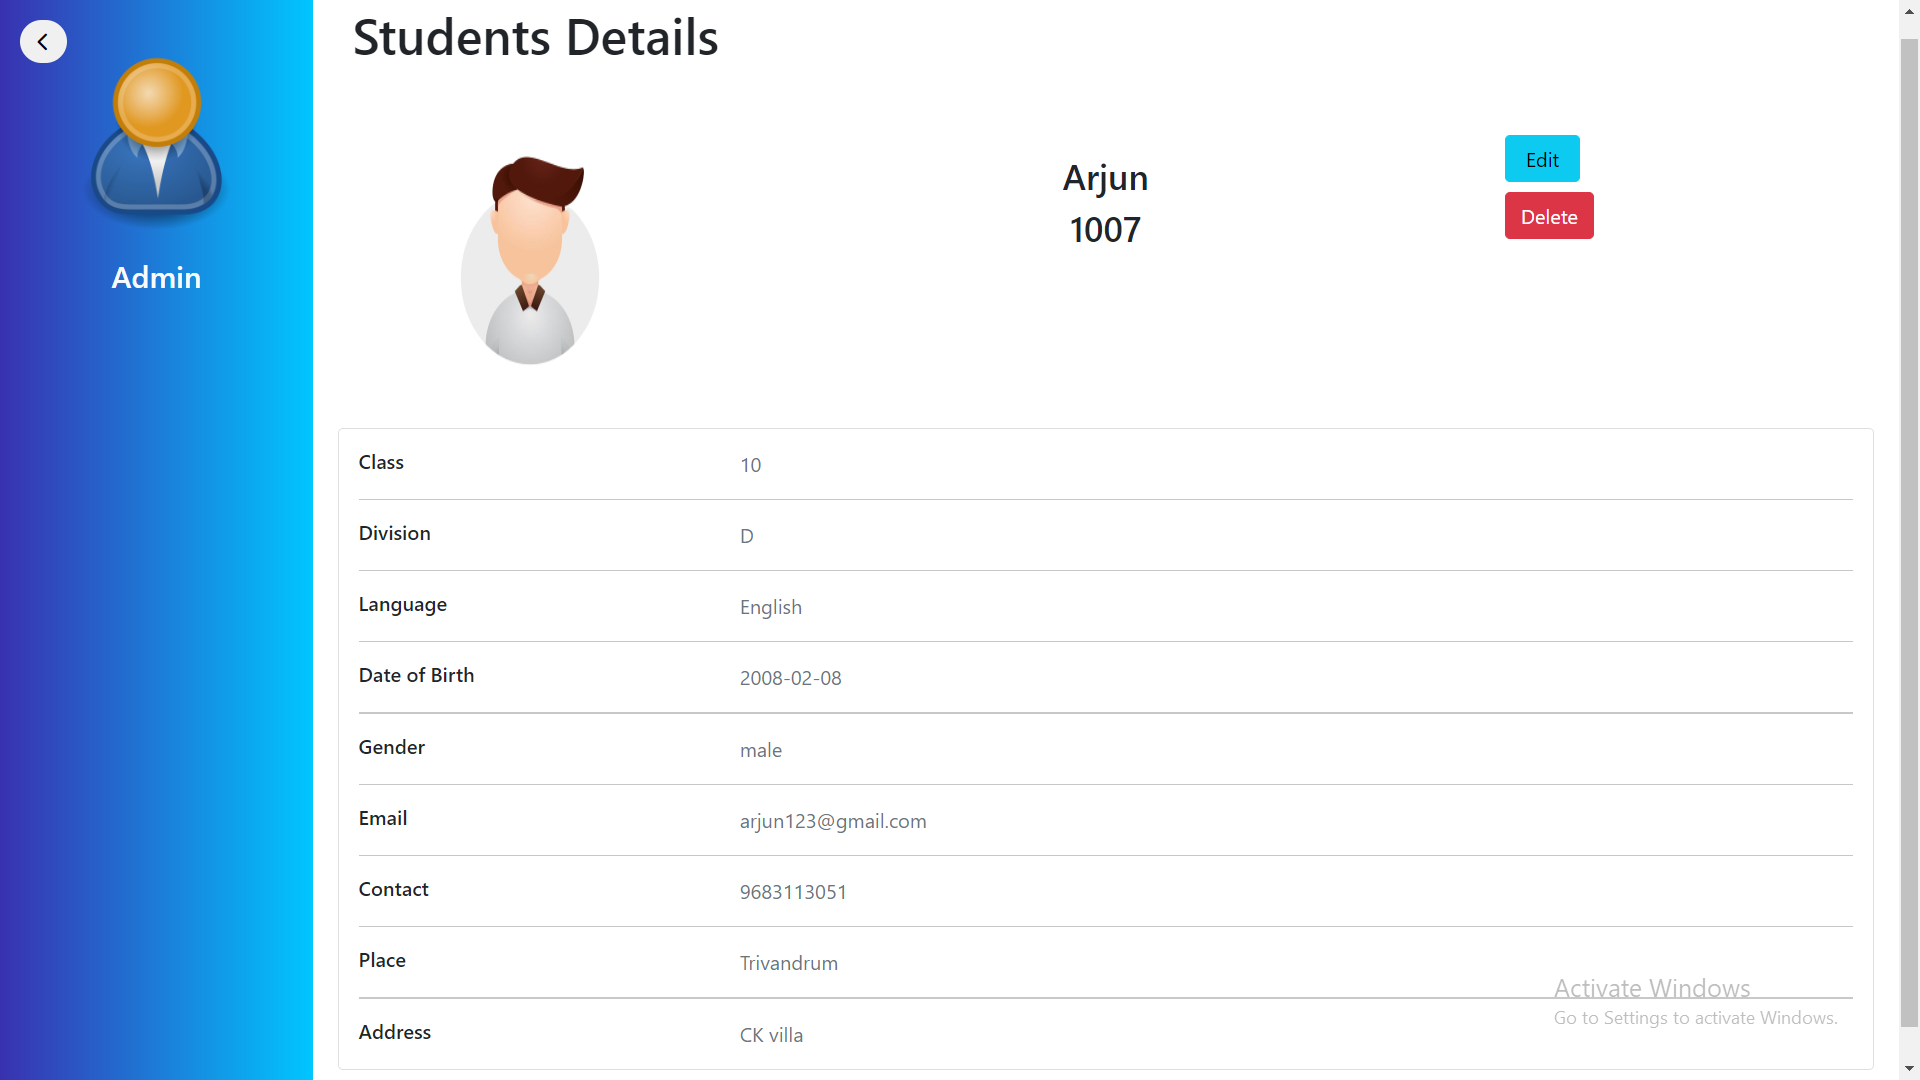 Students Details
Admin
Arjun
1007
Edit
Delete
Class 10
Division D
Language English
Date of Birth 2008-02-08
Gender male
Email arjun123@gmail.com
Contact 9683113051
Place Trivandrum
Address CK villa
Activate Windows
Go to Settings to activate Windows.